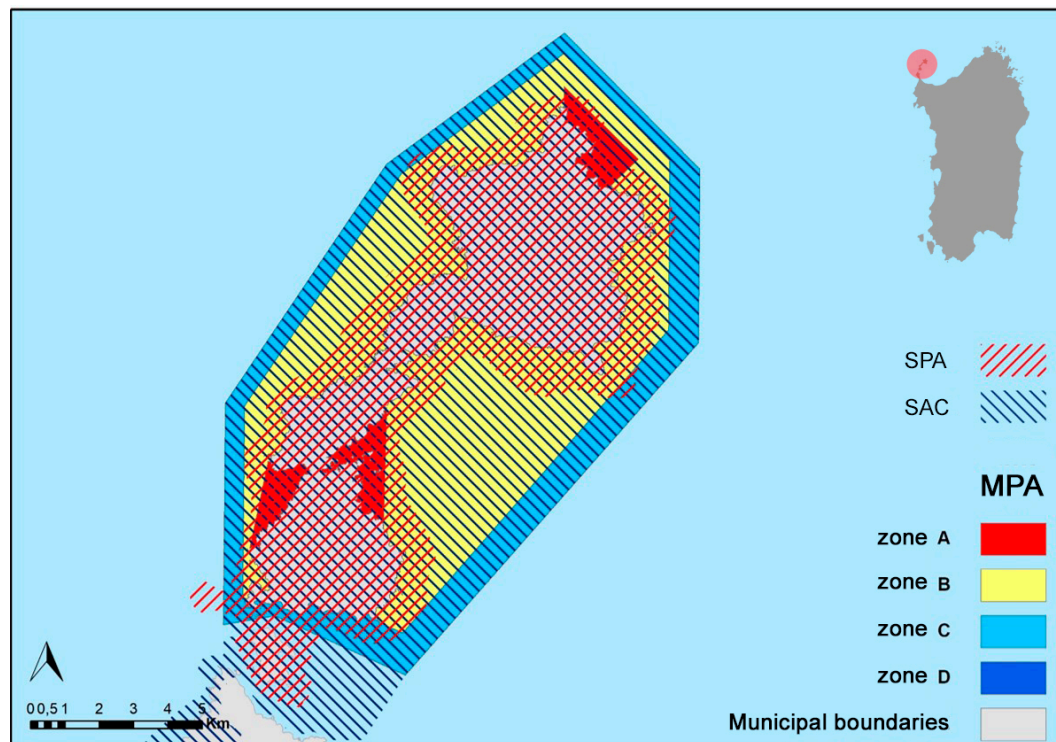 SPA
SAC
MPA
zone A
zone B
zone C
zone D
Municipal boundaries
0 0,5 1 2 3 4 5
Km